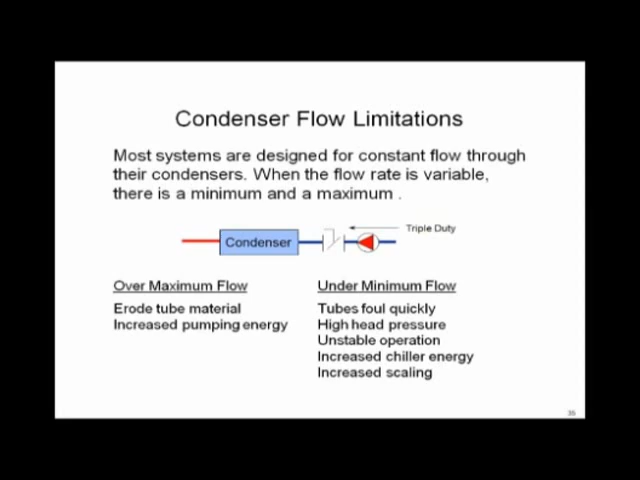 Condenser Flow Limitations
Most systems are designed for constant flow through
their condensers. When the flow rate is variable,
there is a minimum and a maximum .
Triple Duty
Condenser
Over Maximum Flow
Erode tube material
Increased pumping energy
Under Minimum Flow
Tubes foul quickly
High head pressure
Unstable operation
Increased chiller energy
Increased scaling